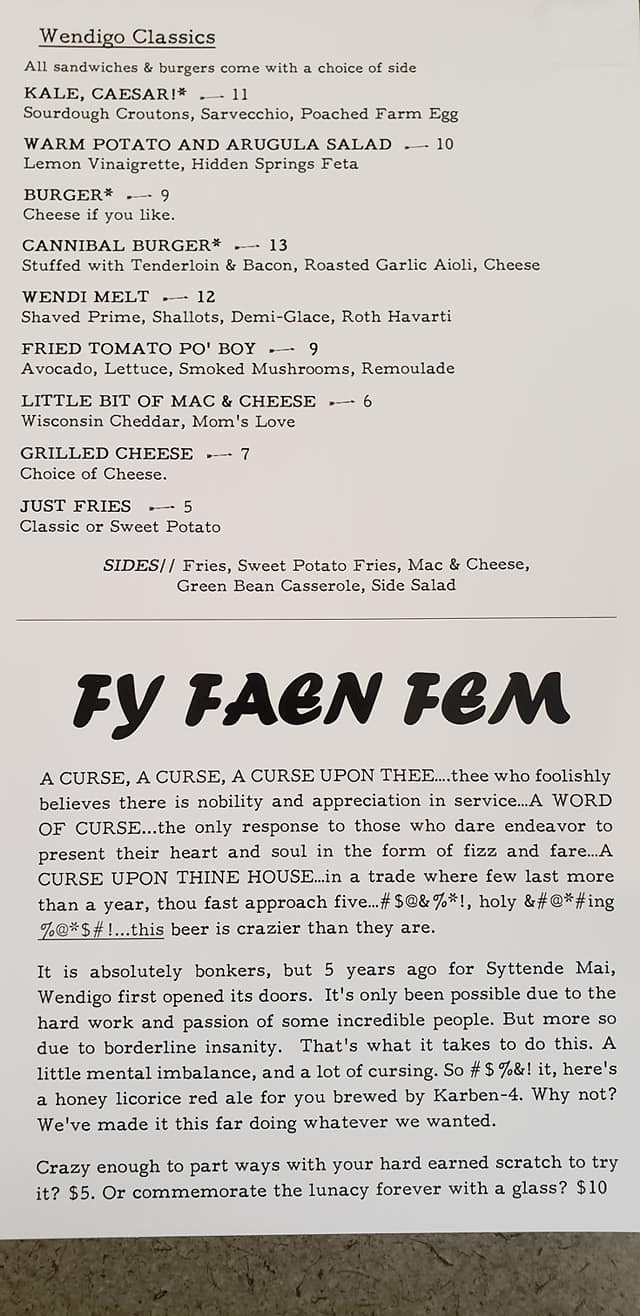 Wendigo Classics
All sandwiches & burgers come with a choice of side
KALE, CAESAR!* 11
Sourdough Croutons, Sarvecchio, Poached Farm Egg
WARM POTATO AND ARUGULA SALAD 10
Lemon Vinaigrette, Hidden Springs Feta
BURGER* 9
Cheese if you like.
CANNIBAL BURGER* 13
Stuffed with Tenderloin & Bacon, Roasted Garlic Aioli, Cheese
WENDI MELT 12
Shaved Prime, Shallots, Demi-Glace, Roth Havarti
FRIED TOMATO PO' BOY 9
Avocado, Lettuce, Smoked Mushrooms, Remoulade
LITTLE BIT OF MAC & CHEESE 6
Wisconsin Cheddar, Mom's Love
GRILLED CHEESE 7
Choice of Cheese.
JUST FRIES 5
Classic or Sweet Potato
SIDES// Fries, Sweet Potato Fries, Mac & Cheese,
Green Bean Casserole, Side Salad
FY FAEN FEM
A CURSE, A CURSE, A CURSE UPON THEE....thee who foolishly
believes there is nobility and appreciation in service...A WORD
OF CURSE...the only response to those who dare endeavor to
present their heart and soul in the form of fizz and fare...A
CURSE UPON THINE HOUSE...in a trade where few last more
than a year, thou fast approach five...#$@&%*!, holy &#@*#ing
%@*$#!...this beer is crazier than they are.
It is absolutely bonkers, but 5 years ago for Syttende Mai,
Wendigo first opened its doors. It's only been possible due to the
hard work and passion of some incredible people. But more so
due to borderline insanity. That's what it takes to do this. A
little mental imbalance, and a lot of cursing. So #$%&! it, here's
a honey licorice red ale for you brewed by Karben-4. Why not?
We've made it this far doing whatever we wanted.
Crazy enough to part ways with your hard earned scratch to try
it? $5. Or commemorate the lunacy forever with a glass? $10